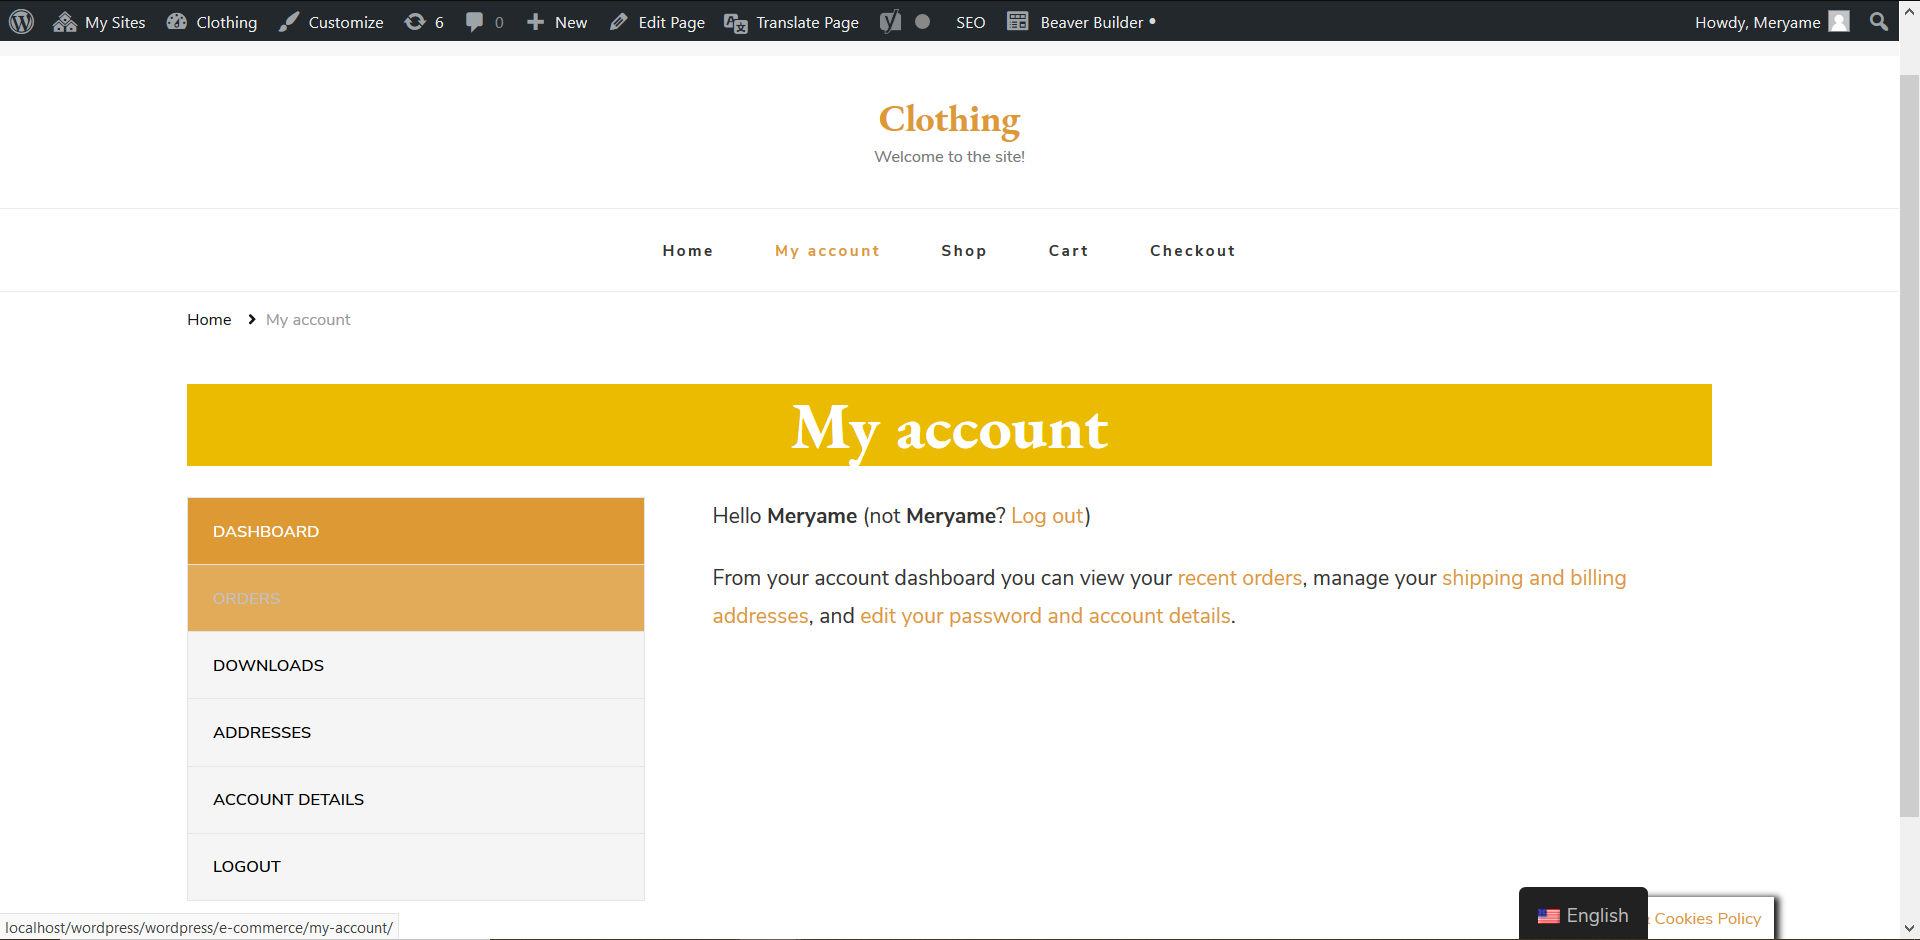 My Sites Clothing Customize 6 0 New Edit Page Translate Page SEO Beaver Builder • Howdy, Meryame
Clothing
Welcome to the site!
Home My account Shop Cart Checkout
Home My account
My account
DASHBOARD
ORDERS
DOWNLOADS
ADDRESSES
ACCOUNT DETAILS
LOGOUT
Hello Meryame (not Meryame? Log out)
From your account dashboard you can view your recent orders, manage your shipping and billing
addresses, and edit your password and account details.
English
Cookies Policy
localhost/wordpress/wordpress/e-commerce/my-account/